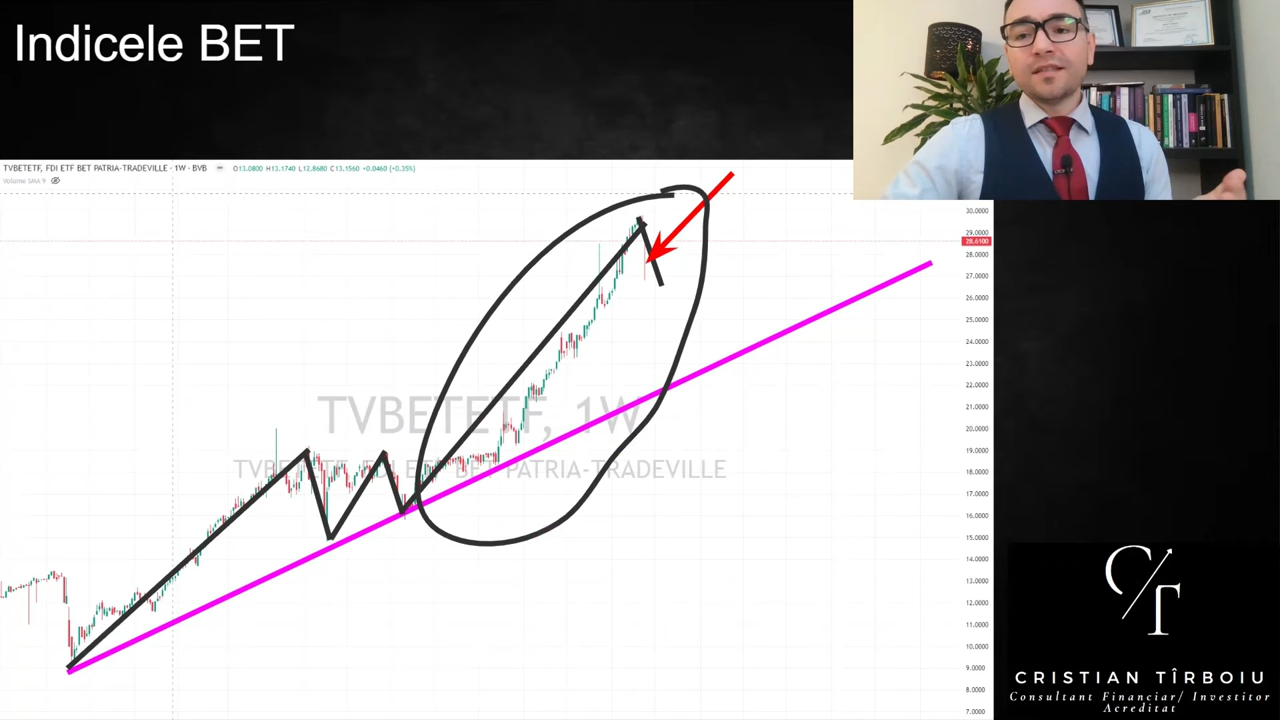 Indicele BET
TVBETETF, FDI ETF BET PATRIA-TRADEVILLE · 1W · BVB
O13.0800 H13.1740 L12.8680 C13.1560 +0.0460 (+0.35%)
Volume SMA 9
TVBETETF, 1W
TVBETETF, FDI ETF BET PATRIA-TRADEVILLE
30.0000
29.0000
28.6100
28.0000
27.0000
26.0000
25.0000
24.0000
23.0000
22.0000
21.0000
20.0000
19.0000
18.0000
17.0000
16.0000
15.0000
14.0000
13.0000
12.0000
11.0000
10.0000
9.0000
8.0000
7.0000
CT
CRISTIAN TÎRBOIU
Consultant Financiar/ Investitor
Acreditat